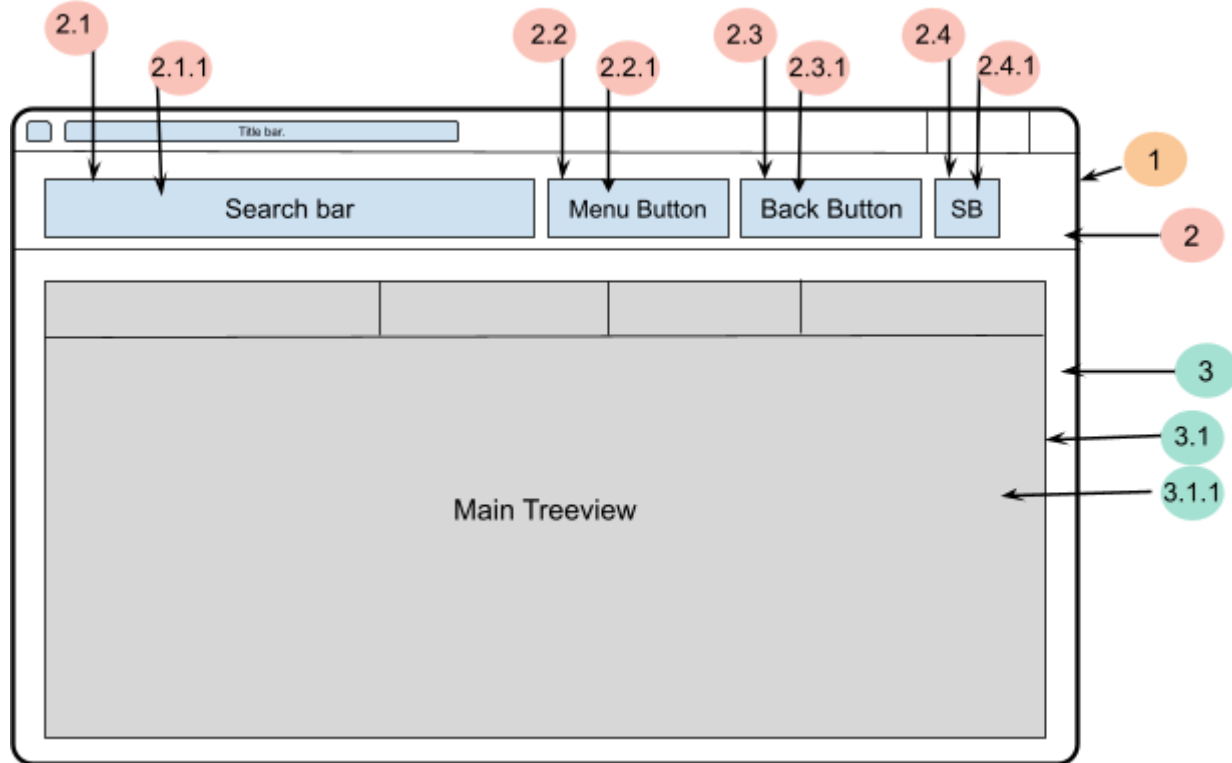 2.1
2.2
2.3
2.4
2.1.1
2.2.1
2.3.1
2.4.1
Title bar.
1
Search bar
Menu Button
Back Button
SB
2
3
3.1
3.1.1
Main Treeview